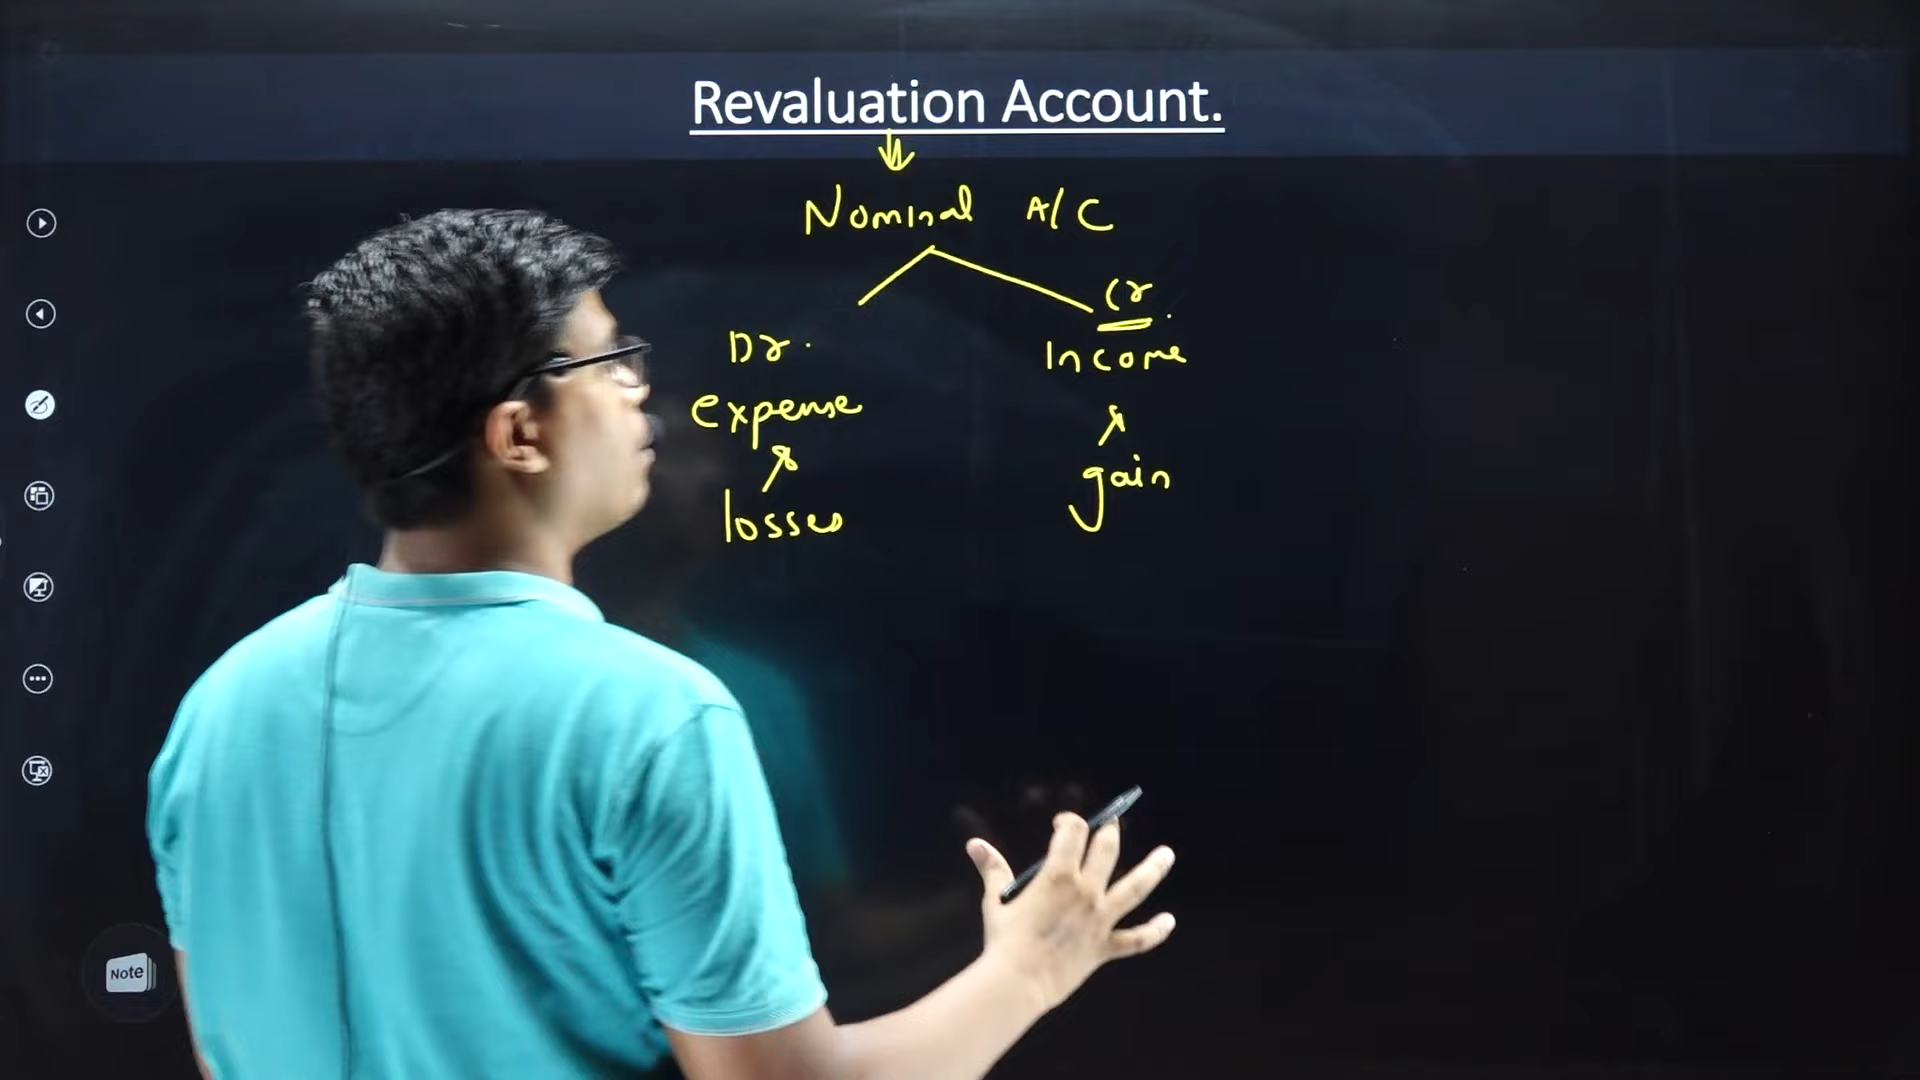 Revaluation Account.
Nominal A/C
Cr.
Dr.
Income
expense
gain
losses
Note